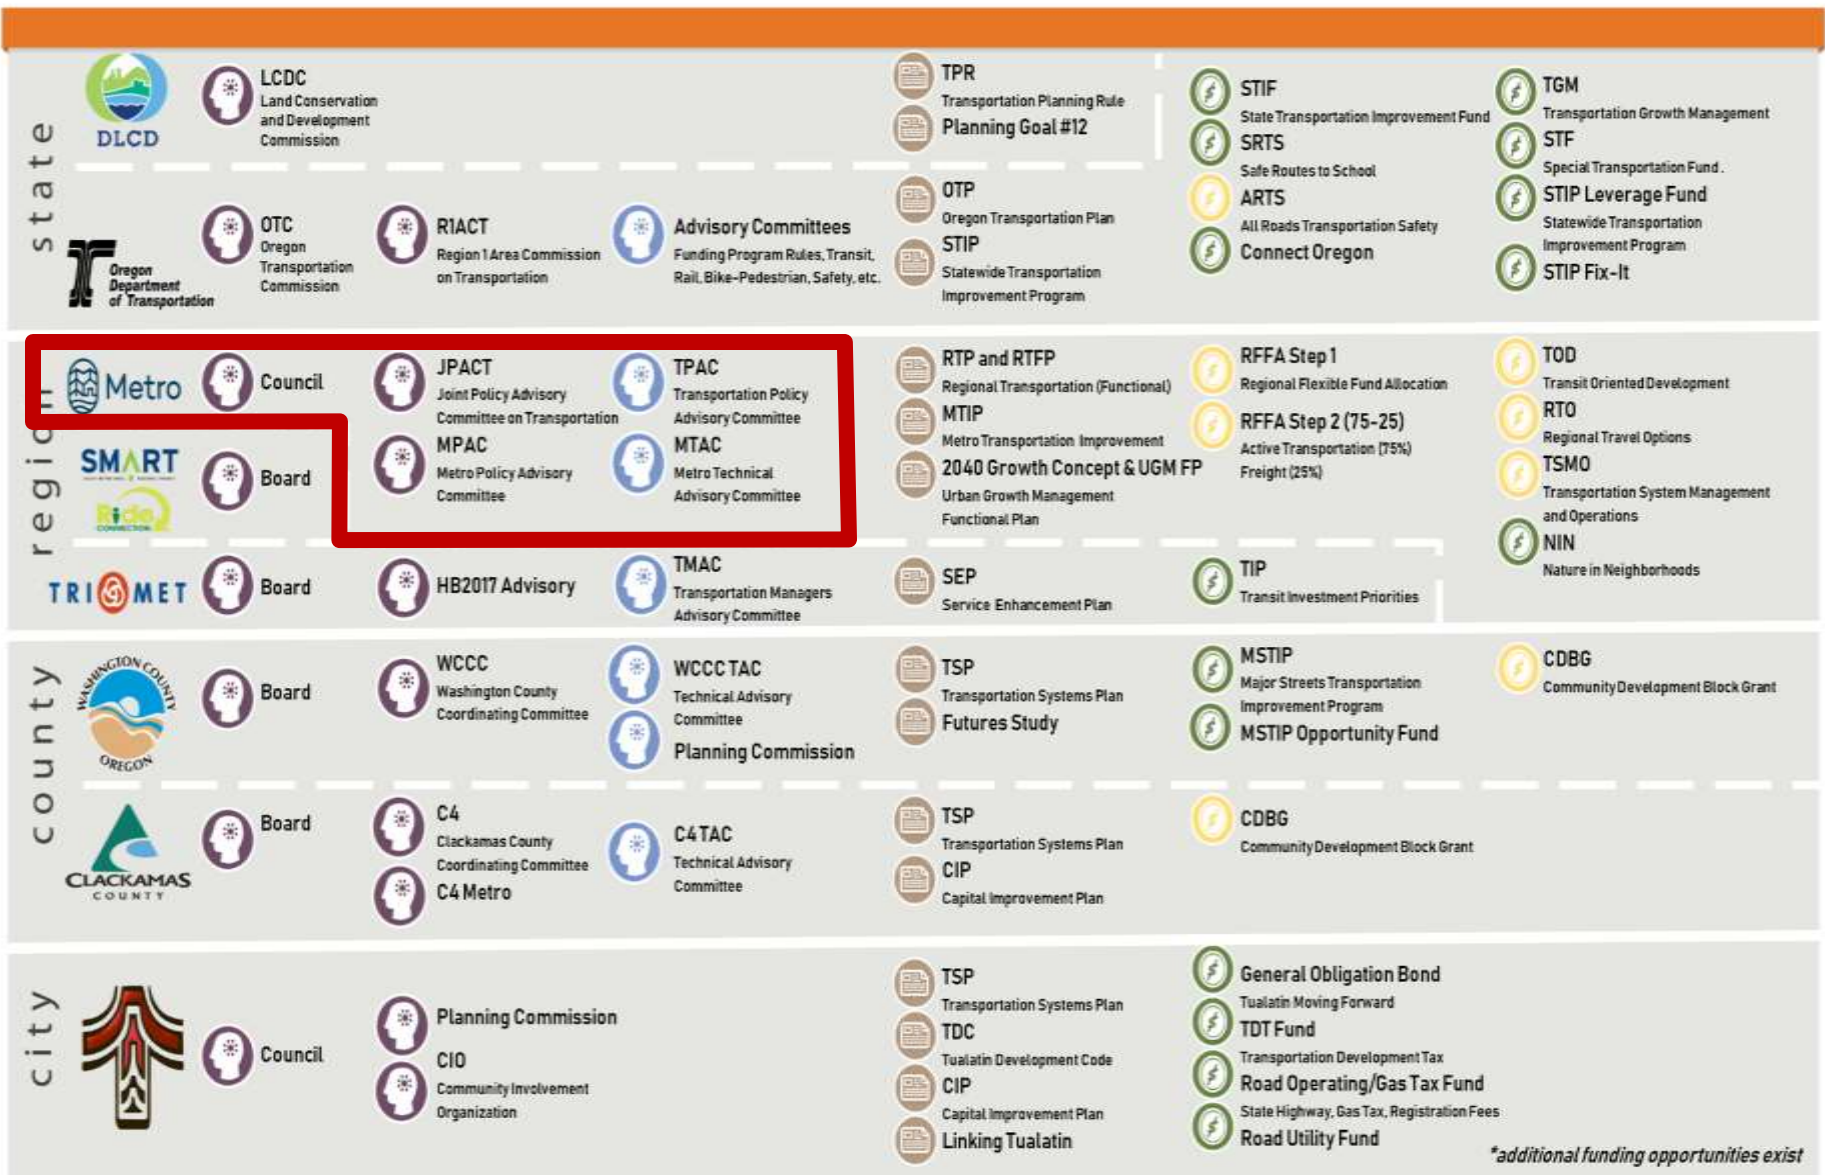 state
DLCD
LCDC
Land Conservation
and Development
Commission
TPR
Transportation Planning Rule
Planning Goal #12
STIF
State Transportation Improvement Fund
SRTS
Safe Routes to School
ARTS
All Roads Transportation Safety
Connect Oregon
TGM
Transportation Growth Management
STF
Special Transportation Fund.
STIP Leverage Fund
Statewide Transportation
Improvement Program
STIP Fix-It
Oregon
Department
of Transportation
OTC
Oregon
Transportation
Commission
R1ACT
Region 1 Area Commission
on Transportation
Advisory Committees
Funding Program Rules, Transit,
Rail, Bike-Pedestrian, Safety, etc.
OTP
Oregon Transportation Plan
STIP
Statewide Transportation
Improvement Program
region
Metro
Council
JPACT
Joint Policy Advisory
Committee on Transportation
MPAC
Metro Policy Advisory
Committee
TPAC
Transportation Policy
Advisory Committee
MTAC
Metro Technical
Advisory Committee
RTP and RTFP
Regional Transportation (Functional)
MTIP
Metro Transportation Improvement
2040 Growth Concept & UGM FP
Urban Growth Management
Functional Plan
RFFA Step 1
Regional Flexible Fund Allocation
RFFA Step 2 (75-25)
Active Transportation (75%)
Freight (25%)
TOD
Transit Oriented Development
RTO
Regional Travel Options
TSMO
Transportation System Management
and Operations
NIN
Nature in Neighborhoods
SMART
Ride
CONNECTION
Board
TRI MET
Board
HB2017 Advisory
TMAC
Transportation Managers
Advisory Committee
SEP
Service Enhancement Plan
TIP
Transit Investment Priorities
county
WASHINGTON COUNTY
OREGON
Board
WCCC
Washington County
Coordinating Committee
WCCC TAC
Technical Advisory
Committee
Planning Commission
TSP
Transportation Systems Plan
Futures Study
MSTIP
Major Streets Transportation
Improvement Program
MSTIP Opportunity Fund
CDBG
Community Development Block Grant
CLACKAMAS
COUNTY
Board
C4
Clackamas County
Coordinating Committee
C4 Metro
C4 TAC
Technical Advisory
Committee
TSP
Transportation Systems Plan
CIP
Capital Improvement Plan
CDBG
Community Development Block Grant
city
Council
Planning Commission
CIO
Community Involvement
Organization
TSP
Transportation Systems Plan
TDC
Tualatin Development Code
CIP
Capital Improvement Plan
Linking Tualatin
General Obligation Bond
Tualatin Moving Forward
TDT Fund
Transportation Development Tax
Road Operating/Gas Tax Fund
State Highway, Gas Tax, Registration Fees
Road Utility Fund
*additional funding opportunities exist